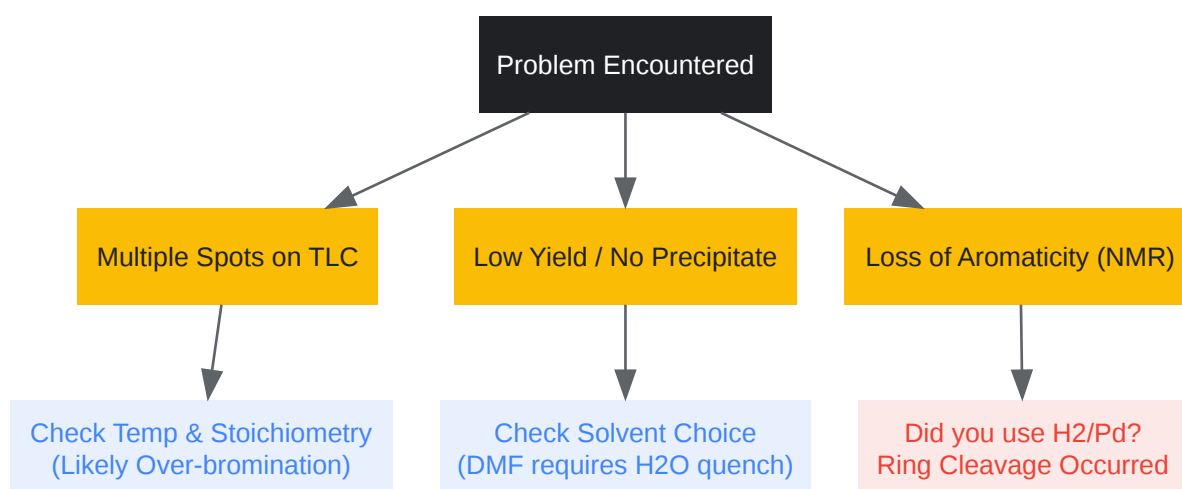 Problem Encountered
Multiple Spots on TLC
Low Yield / No Precipitate
Loss of Aromaticity (NMR)
Check Temp & Stoichiometry
(Likely Over-bromination)
Check Solvent Choice
(DMF requires H2O quench)
Did you use H2/Pd?
Ring Cleavage Occurred